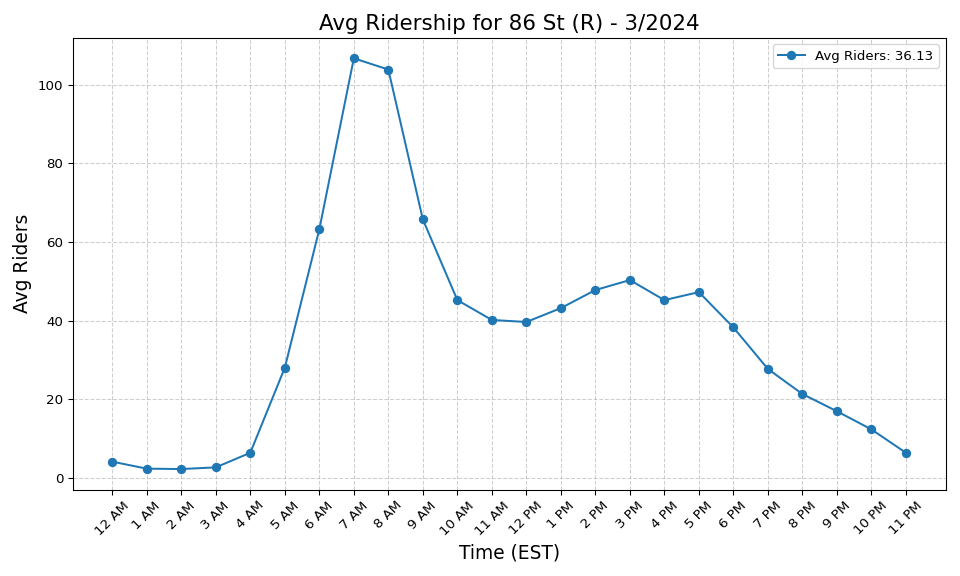 Avg Ridership for 86 St (R) - 3/2024
Avg Riders: 36.13
Avg Riders
100
80
60
40
20
0
12 AM
1 AM
2 AM
3 AM
4 AM
5 AM
6 AM
7 AM
8 AM
9 AM
10 AM
11 AM
12 PM
1 PM
2 PM
3 PM
4 PM
5 PM
6 PM
7 PM
8 PM
9 PM
10 PM
11 PM
Time (EST)